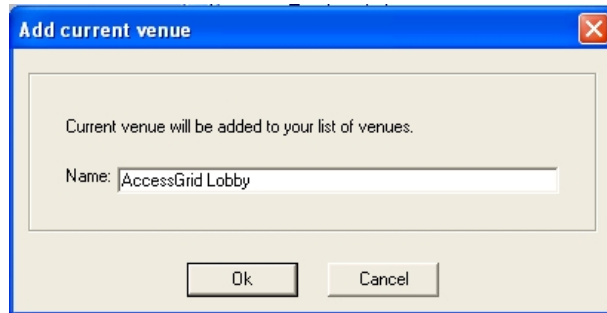 Add current venue
Current venue will be added to your list of venues.
Name: AccessGrid Lobby
Ok Cancel